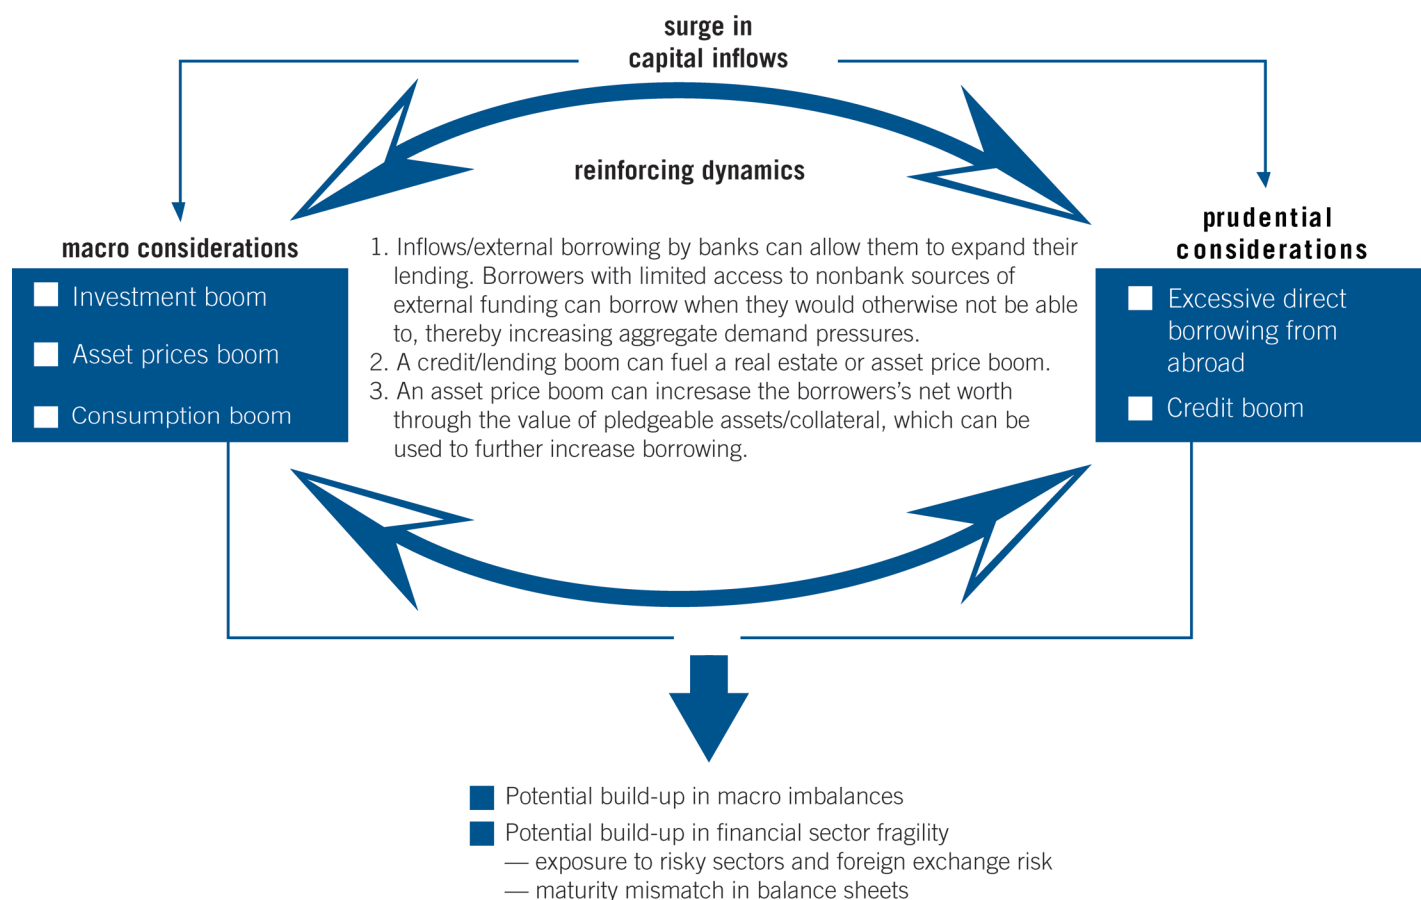 surge in
capital inflows
reinforcing dynamics
macro considerations
Investment boom
Asset prices boom
Consumption boom
1. Inflows/external borrowing by banks can allow them to expand their
lending. Borrowers with limited access to nonbank sources of
external funding can borrow when they would otherwise not be able
to, thereby increasing aggregate demand pressures.
2. A credit/lending boom can fuel a real estate or asset price boom.
3. An asset price boom can incresase the borrowers's net worth
through the value of pledgeable assets/collateral, which can be
used to further increase borrowing.
prudential
considerations
Excessive direct
borrowing from
abroad
Credit boom
Potential build-up in macro imbalances
Potential build-up in financial sector fragility
— exposure to risky sectors and foreign exchange risk
— maturity mismatch in balance sheets